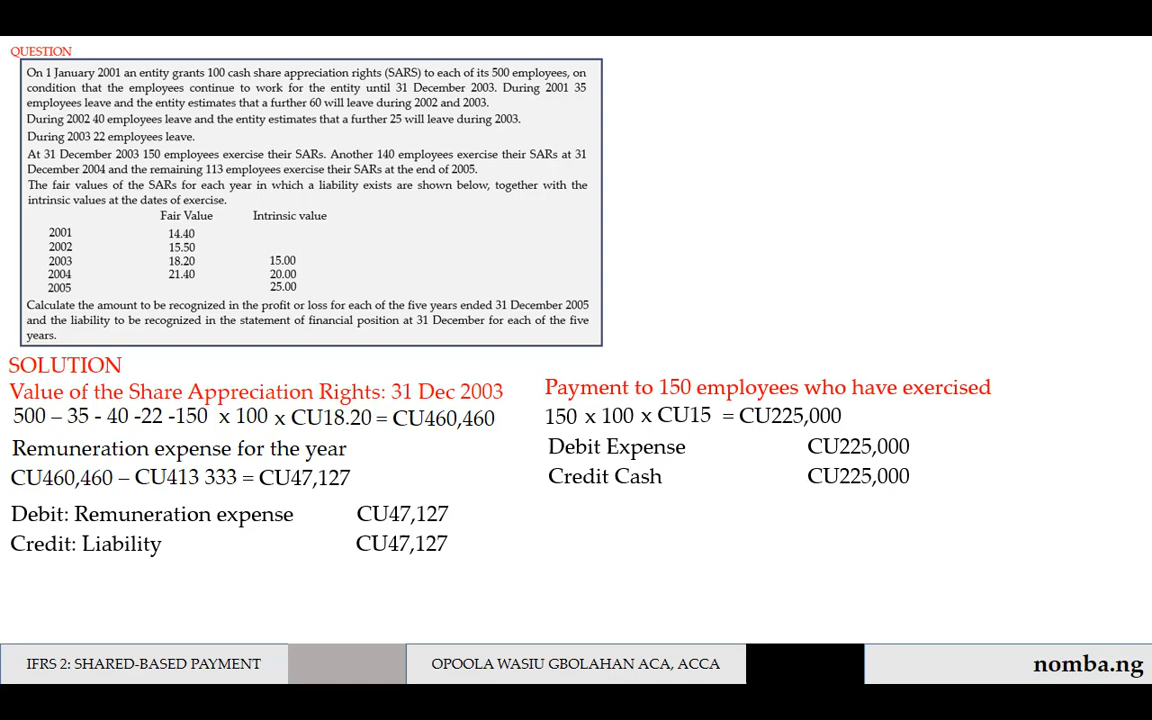 QUESTION
On 1 January 2001 an entity grants 100 cash share appreciation rights (SARS) to each of its 500 employees, on
condition that the employees continue to work for the entity until 31 December 2003. During 2001 35
employees leave and the entity estimates that a further 60 will leave during 2002 and 2003.
During 2002 40 employees leave and the entity estimates that a further 25 will leave during 2003.
During 2003 22 employees leave.
At 31 December 2003 150 employees exercise their SARs. Another 140 employees exercise their SARs at 31
December 2004 and the remaining 113 employees exercise their SARs at the end of 2005.
The fair values of the SARs for each year in which a liability exists are shown below, together with the
intrinsic values at the dates of exercise.
Fair Value Intrinsic value
2001 14.40
2002 15.50
2003 18.20 15.00
2004 21.40 20.00
2005 25.00
Calculate the amount to be recognized in the profit or loss for each of the five years ended 31 December 2005
and the liability to be recognized in the statement of financial position at 31 December for each of the five
years.
SOLUTION
Value of the Share Appreciation Rights: 31 Dec 2003
500 – 35 - 40 -22 -150 x 100 x CU18.20 = CU460,460
Remuneration expense for the year
CU460,460 – CU413 333 = CU47,127
Debit: Remuneration expense CU47,127
Credit: Liability CU47,127
Payment to 150 employees who have exercised
150 x 100 x CU15 = CU225,000
Debit Expense CU225,000
Credit Cash CU225,000
IFRS 2: SHARED-BASED PAYMENT
OPOOLA WASIU GBOLAHAN ACA, ACCA
nomba.ng